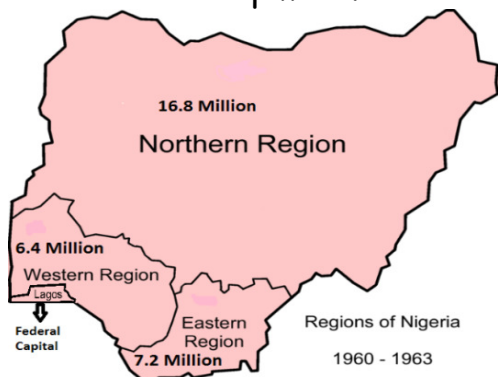 16.8 Million
Northern Region
6.4 Million
Western Region
Lagos
Federal
Capital
Eastern
Region
7.2 Million
Regions of Nigeria
1960 - 1963